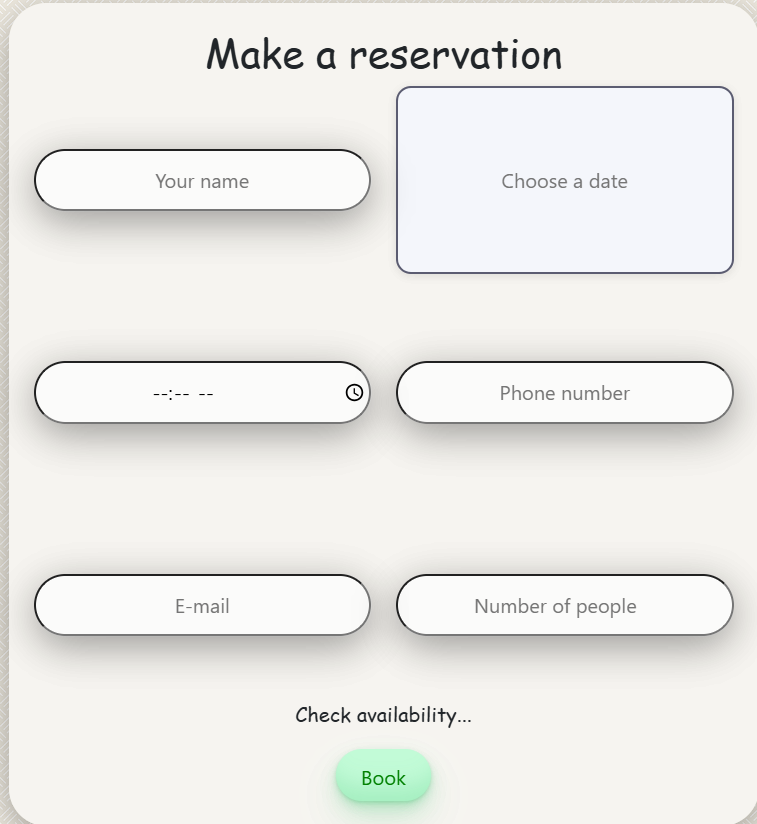 Make a reservation
Your name
Choose a date
--:-- --
Phone number
E-mail
Number of people
Check availability...
Book